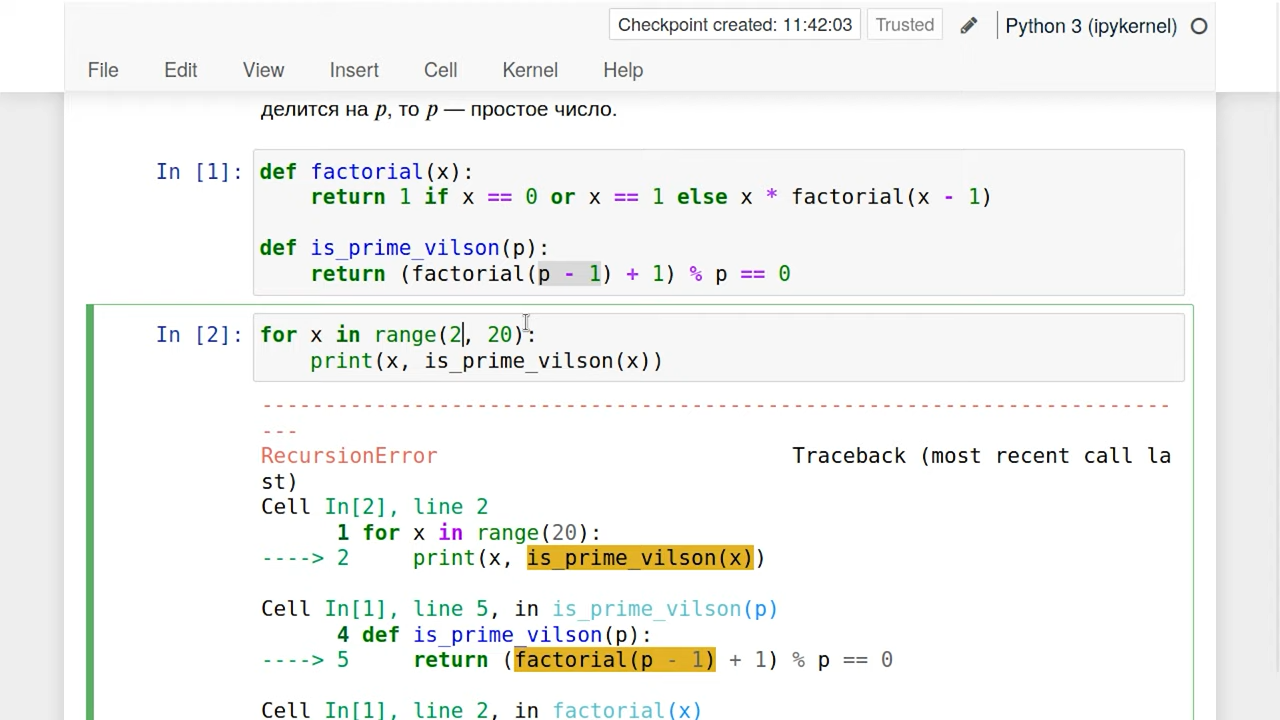 Checkpoint created: 11:42:03 Trusted Python 3 (ipykernel)
File Edit View Insert Cell Kernel Help
делится на p, то p — простое число.
In [1]: def factorial(x):
return 1 if x == 0 or x == 1 else x * factorial(x - 1)
def is_prime_vilson(p):
return (factorial(p - 1) + 1) % p == 0
In [2]: for x in range(2, 20):
print(x, is_prime_vilson(x))
------------------------------------------------------------------------
---
RecursionError Traceback (most recent call la
st)
Cell In[2], line 2
1 for x in range(20):
----> 2 print(x, is_prime_vilson(x))
Cell In[1], line 5, in is_prime_vilson(p)
4 def is_prime_vilson(p):
----> 5 return (factorial(p - 1) + 1) % p == 0
Cell In[1], line 2, in factorial(x)